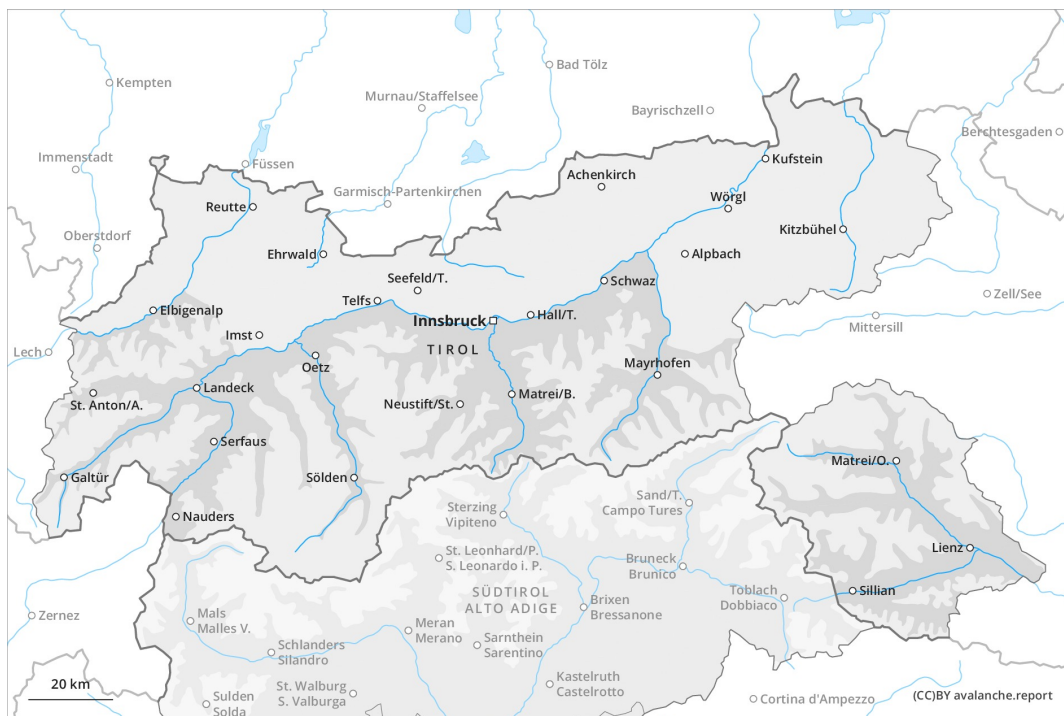 Kempten
Bad Tölz
Murnau/Staffelsee
Bayrischzell
Berchtesgaden
Immenstadt
Füssen
Kufstein
Achenkirch
Garmisch-Partenkirchen
Reutte
Wörgl
Oberstdorf
Kitzbühel
Ehrwald
Alpbach
Seefeld/T.
Schwaz
Zell/See
Telfs
Elbigenalp
Hall/T.
Innsbruck
Mittersill
Imst
TIROL
Lech
Oetz
Mayrhofen
Landeck
St. Anton/A.
Neustift/St.
Matrei/B.
Serfaus
Matrei/O.
Galtür
Sölden
Sand/T.
Campo Tures
Sterzing
Vipiteno
Nauders
St. Leonhard/P.
S. Leonardo i. P.
Lienz
Bruneck
Brunico
SÜDTIROL
ALTO ADIGE
Toblach
Dobbiaco
Sillian
Brixen
Bressanone
Zernez
Mals
Malles V.
Meran
Merano
Sarnthein
Sarentino
Schlanders
Silandro
Kastelruth
Castelrotto
St. Walburg
S. Valburga
20 km
Sulden
Solda
Cortina d'Ampezzo
(CC)BY avalanche.report